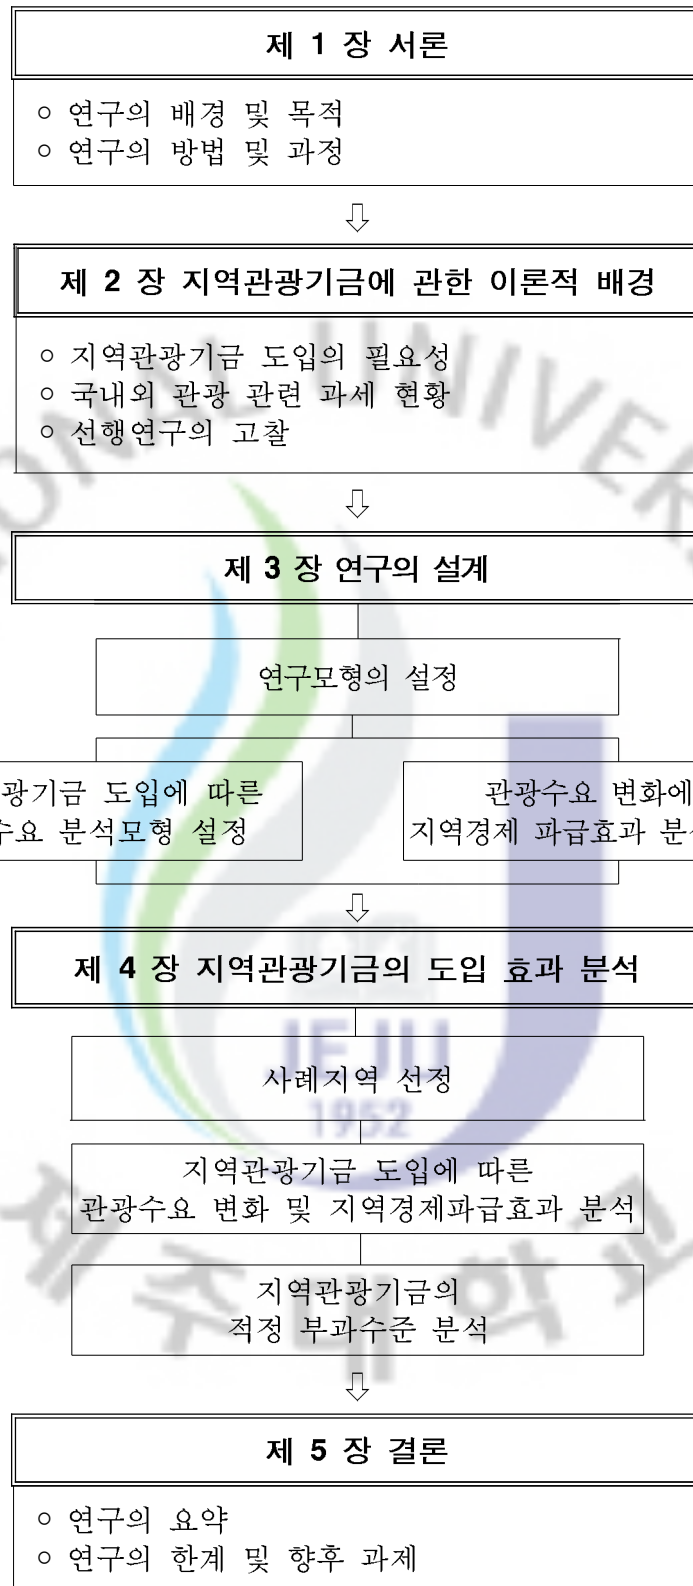 제 1 장 서론
○ 연구의 배경 및 목적
○ 연구의 방법 및 과정
제 2 장 지역관광기금에 관한 이론적 배경
○ 지역관광기금 도입의 필요성
○ 국내외 관광 관련 과세 현황
○ 선행연구의 고찰
제 3 장 연구의 설계
연구모형의 설정
광기금 도입에 따른
수요 분석모형 설정
관광수요 변화에
지역경제 파급효과
제 4 장 지역관광기금의 도입 효과 분석
사례지역 선정
지역관광기금 도입에 따른
관광수요 변화 및 지역경제파급효과 분석
지역관광기금의
적정 부과수준 분석
제 5 장 결론
○ 연구의 요약
○ 연구의 한계 및 향후 과제
JEJU
1952
제주대학교